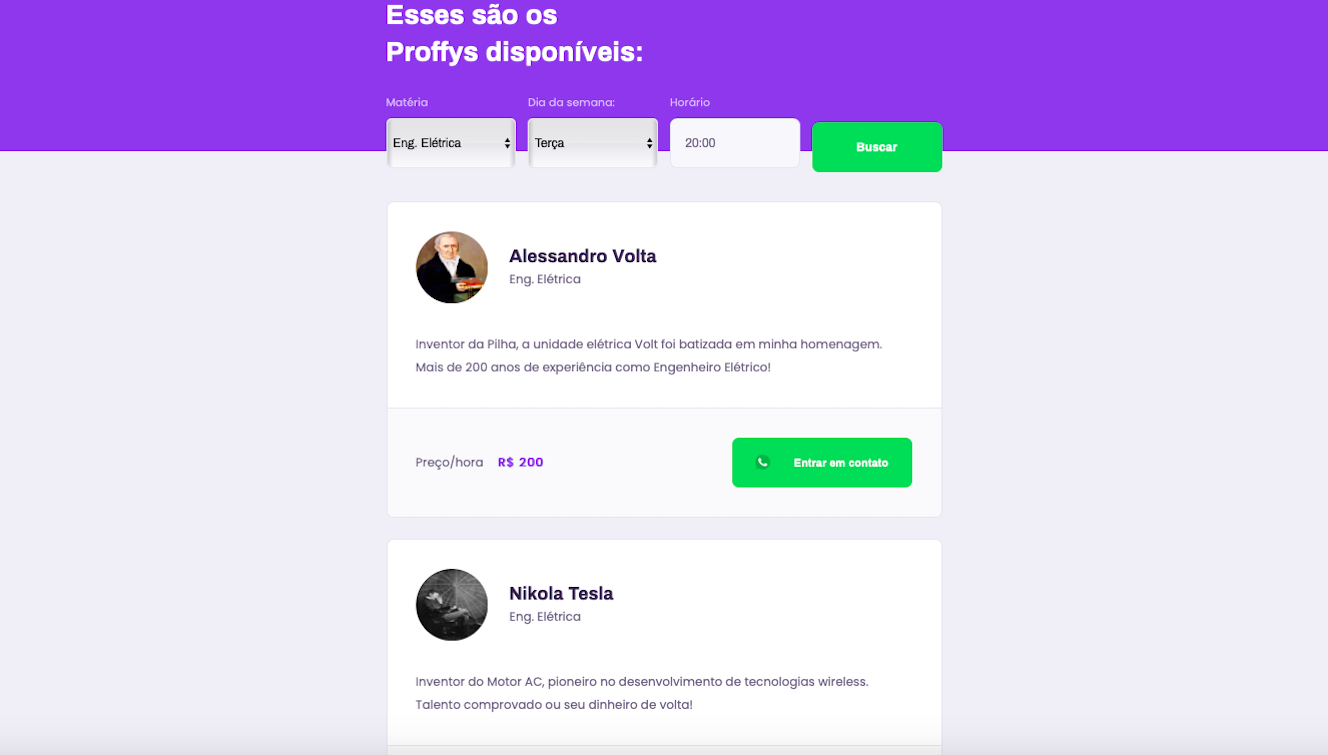 Esses são os
Proffys disponíveis:
Matéria
Dia da semana:
Horário
Eng. Elétrica
Terça
20:00
Buscar
Alessandro Volta
Eng. Elétrica
Inventor da Pilha, a unidade elétrica Volt foi batizada em minha homenagem.
Mais de 200 anos de experiência como Engenheiro Elétrico!
Preço/hora R$ 200
Entrar em contato
Nikola Tesla
Eng. Elétrica
Inventor do Motor AC, pioneiro no desenvolvimento de tecnologias wireless.
Talento comprovado ou seu dinheiro de volta!